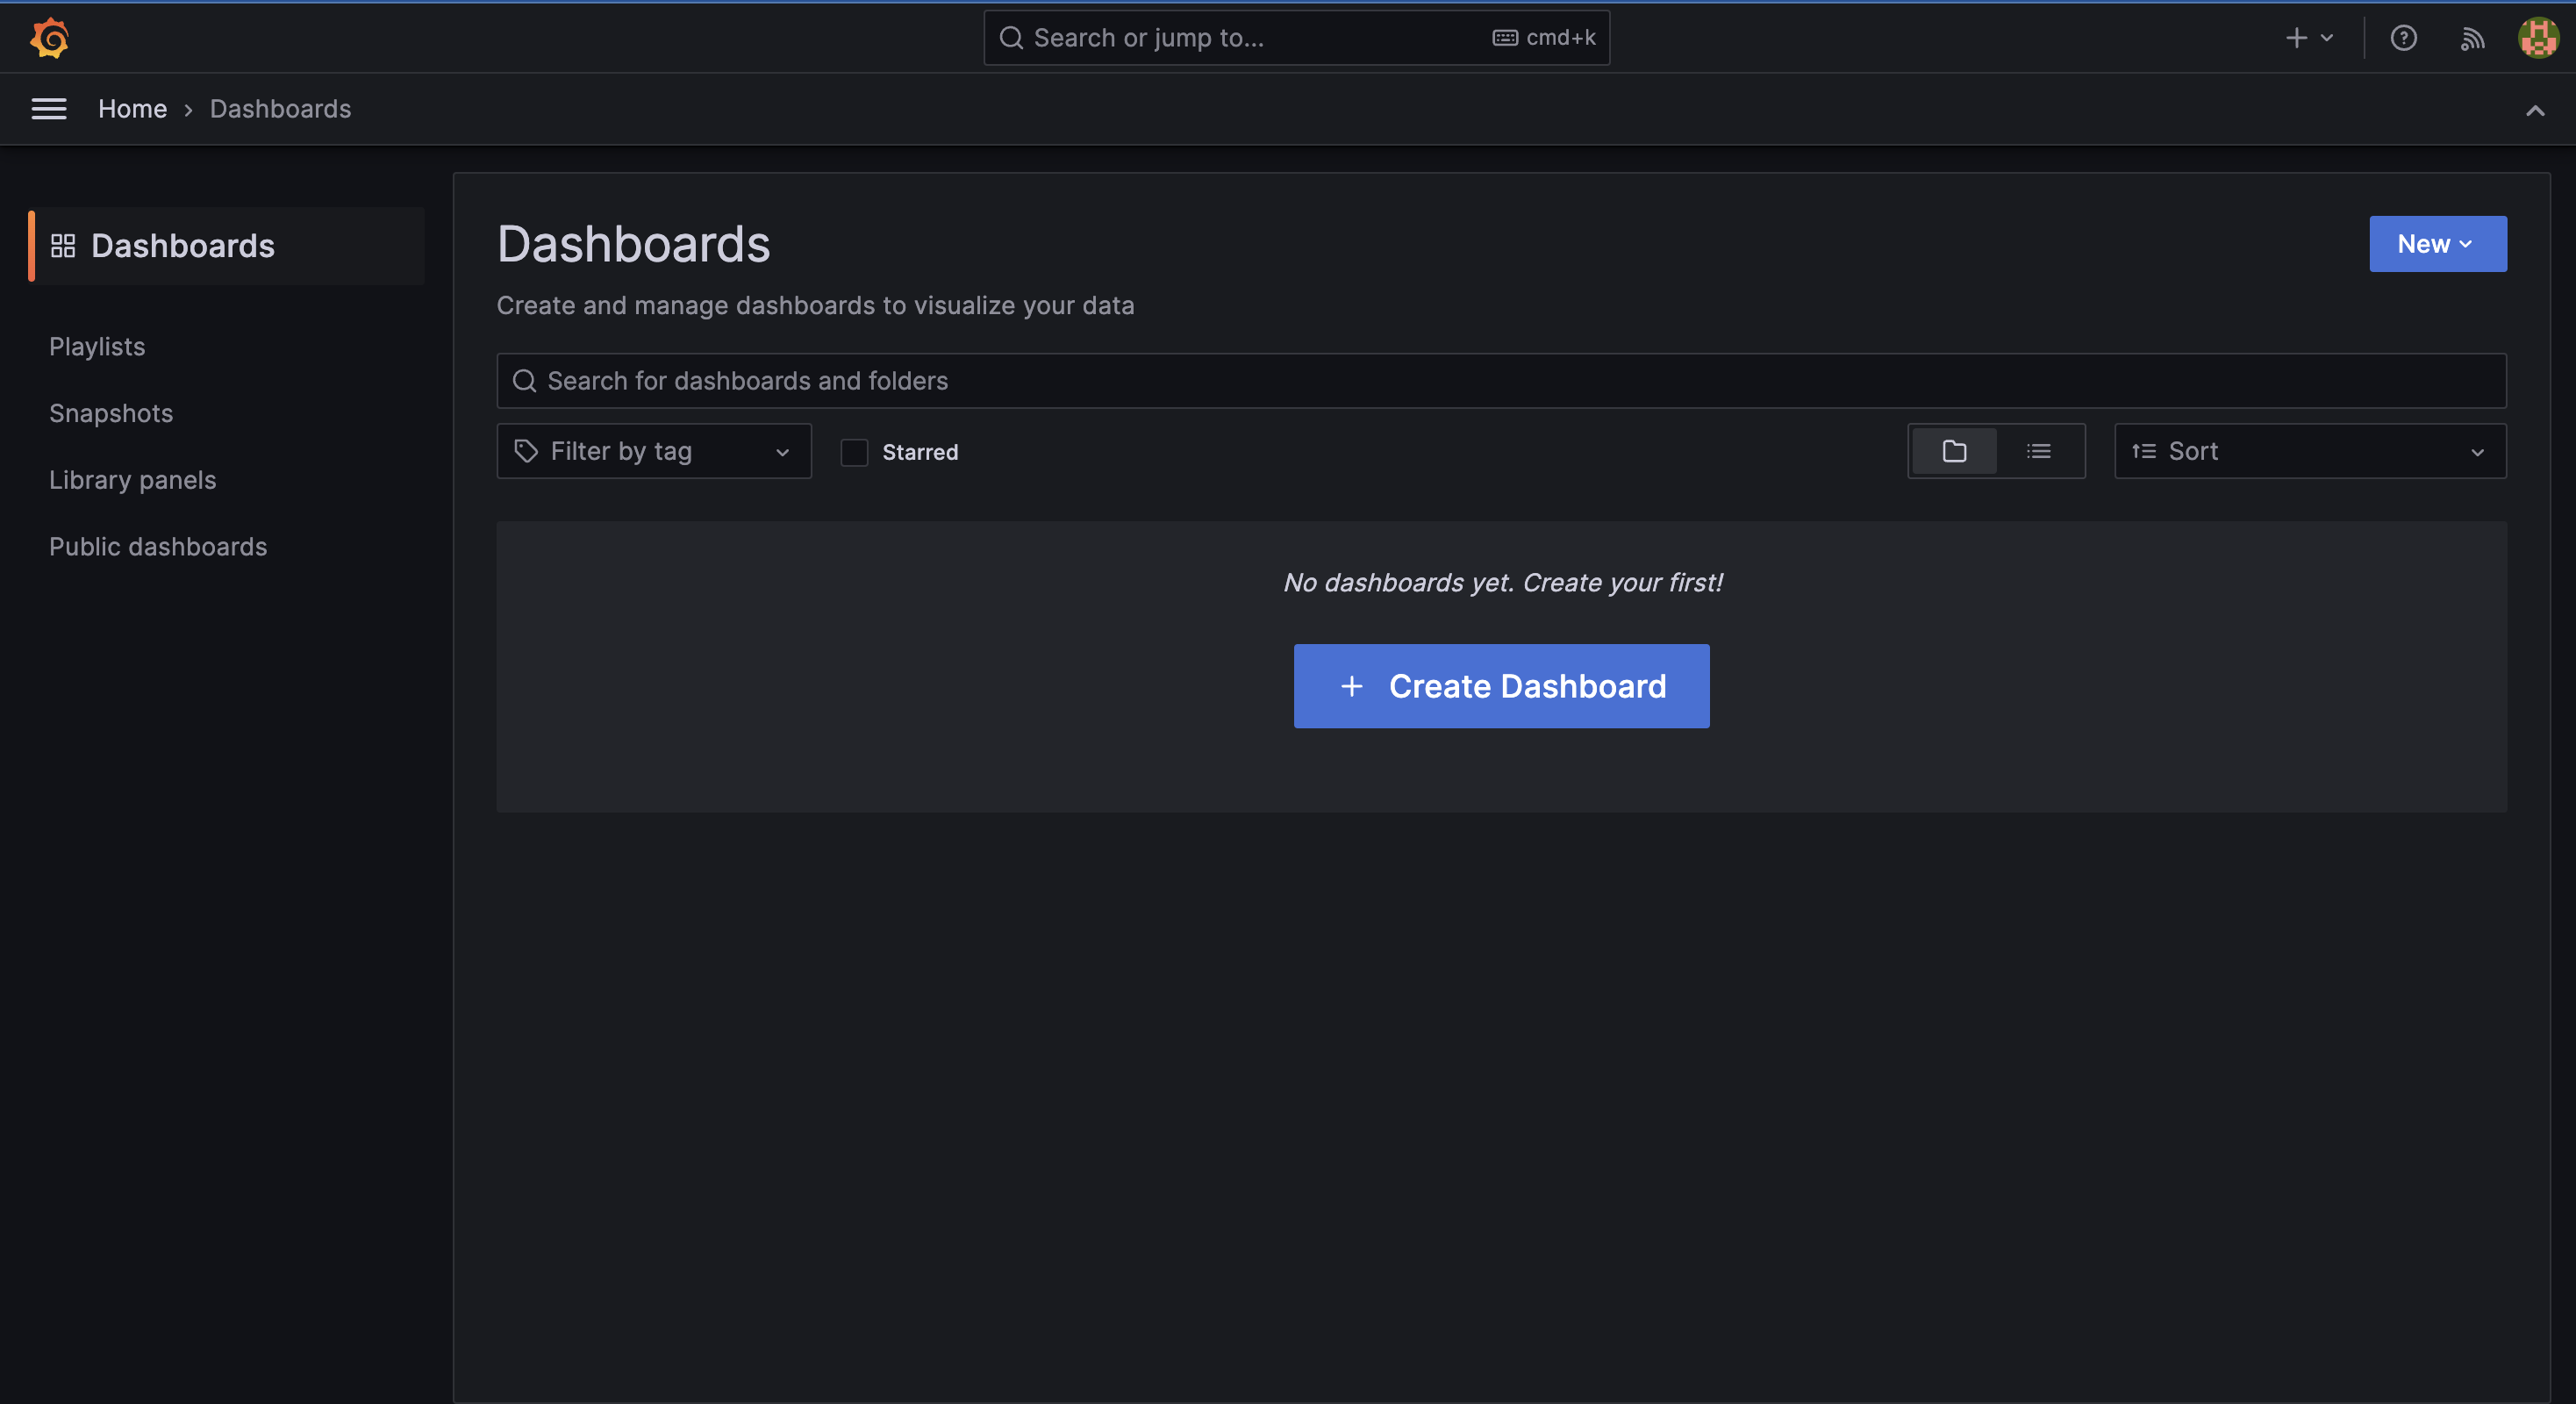 Search or jump to...
cmd+k
Home
Dashboards
Dashboards
Playlists
Snapshots
Library panels
Public dashboards
Dashboards
New
Create and manage dashboards to visualize your data
Search for dashboards and folders
Filter by tag
Starred
Sort
No dashboards yet. Create your first!
Create Dashboard